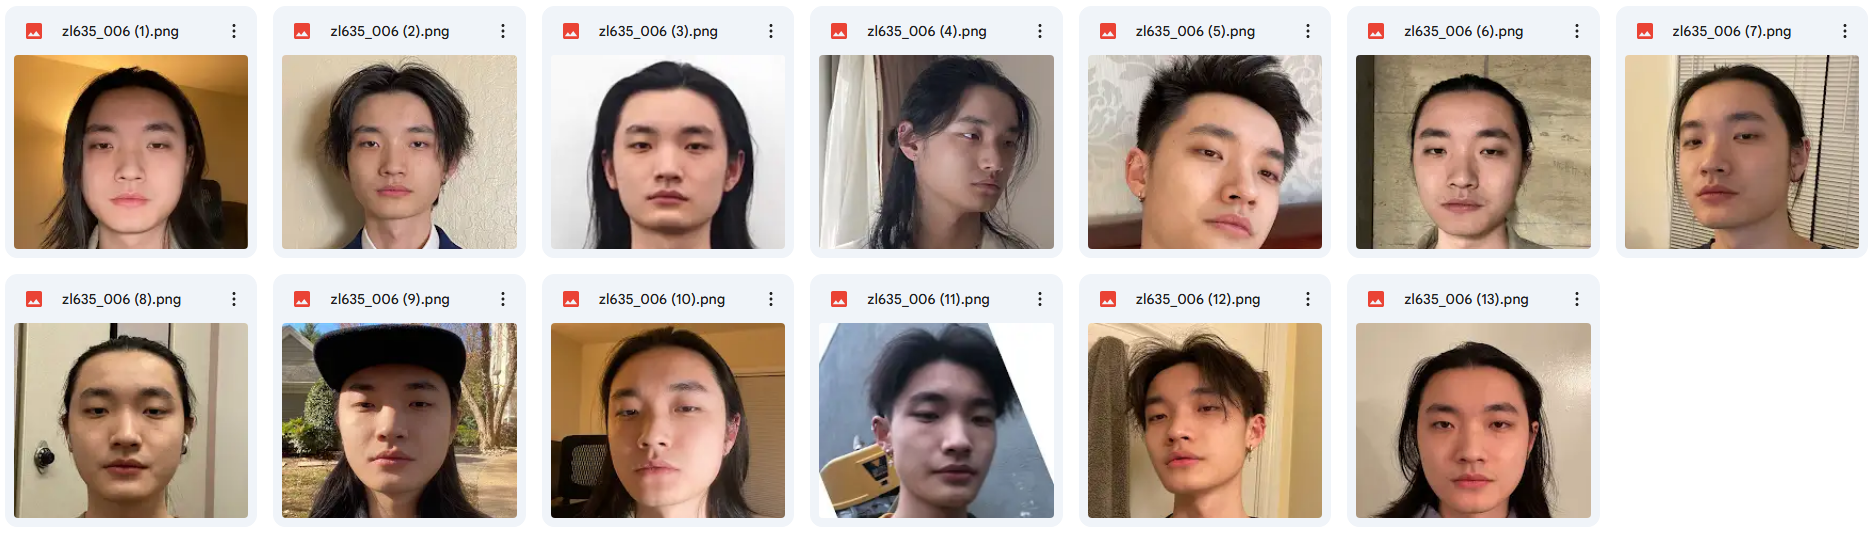 zl635_006 (1).png
zl635_006 (2).png
zl635_006 (3).png
zl635_006 (4).png
zl635_006 (5).png
zl635_006 (6).png
zl635_006 (7).png
zl635_006 (8).png
zl635_006 (9).png
zl635_006 (10).png
zl635_006 (11).png
zl635_006 (12).png
zl635_006 (13).png